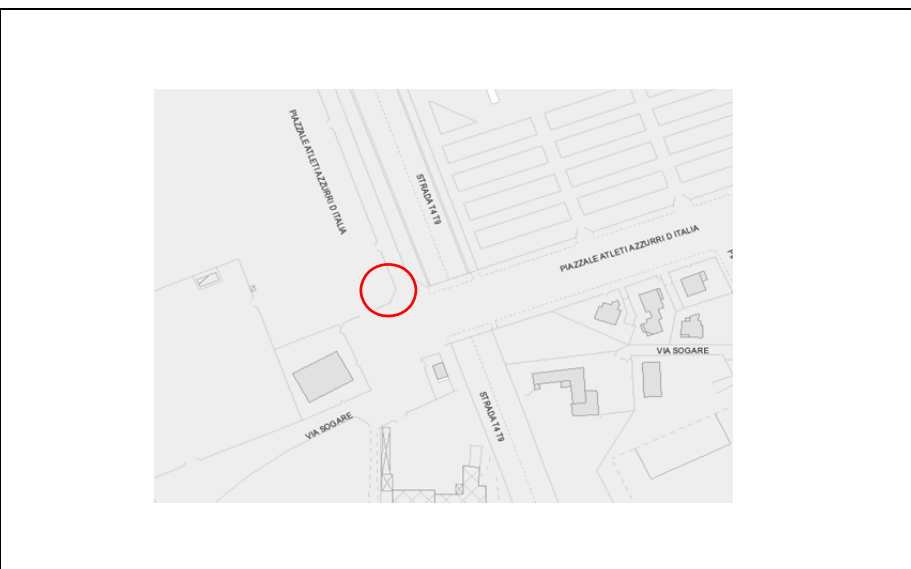 PIAZZALE ATLETI AZZURRI D ITALIA
STRADA T4 T9
PIAZZALE ATLETI AZZURRI D ITALIA
VIA SOGARE
STRADA T4 T9
VIA SOGARE